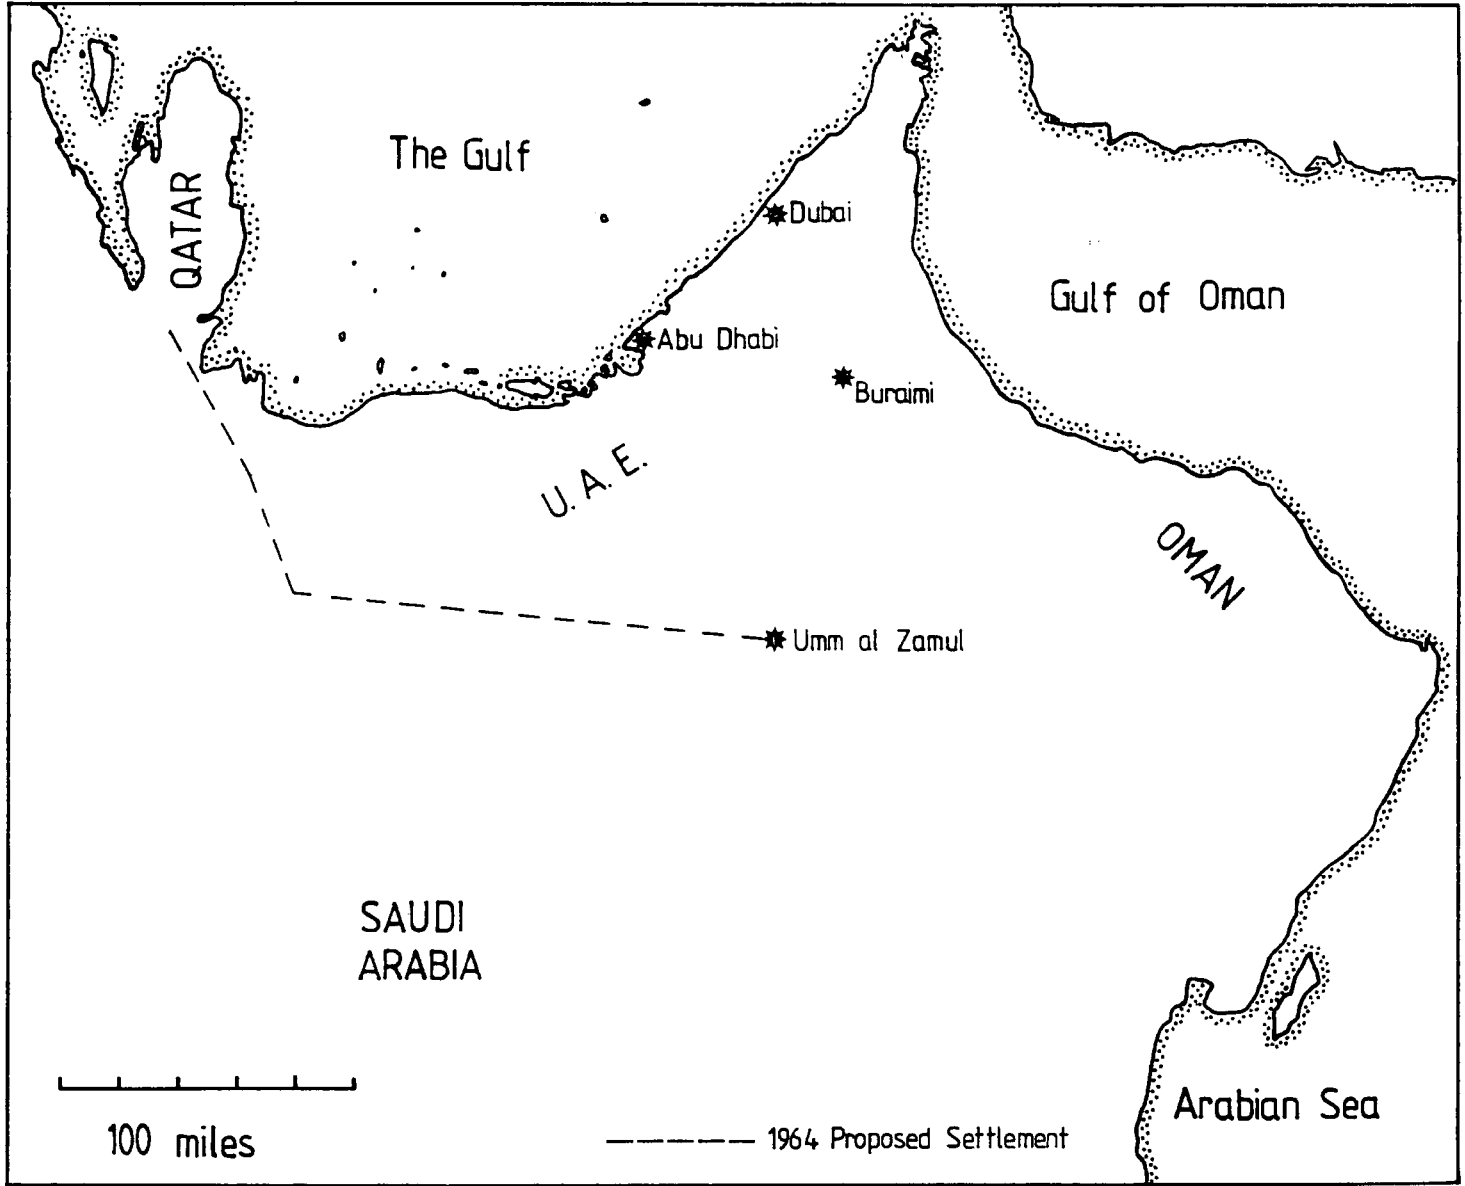 The Gulf
QATAR
Dubai
Gulf of Oman
Abu Dhabi
Buraimi
U. A. E.
OMAN
Umm al Zamul
SAUDI
ARABIA
Arabian Sea
100 miles
1964 Proposed Settlement